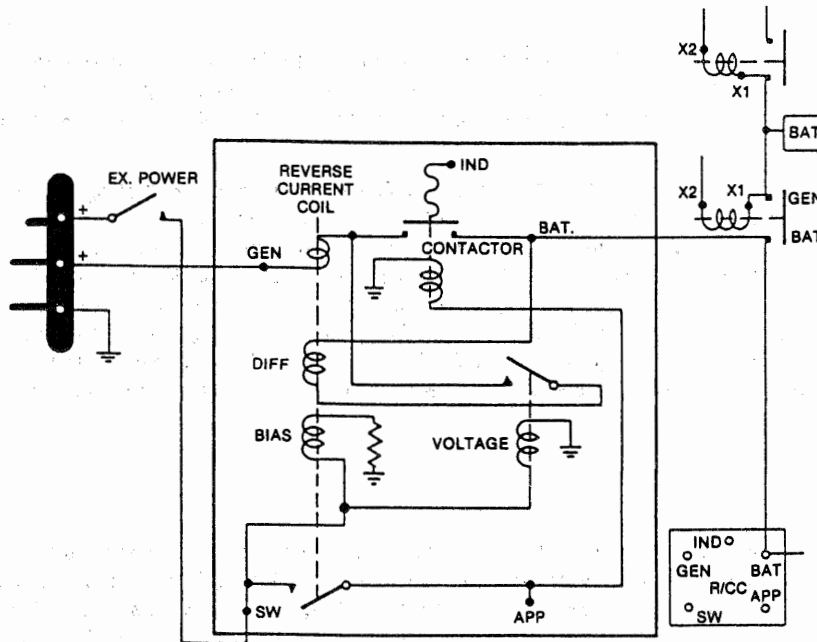 X2
X1
BAT
EX. POWER
+
+
REVERSE
CURRENT
COIL
IND
GEN
CONTACTOR
BAT.
X2
X1
GEN
BAT
DIFF
BIAS
VOLTAGE
SW
APP
IND
GEN
BAT
R/CC
SW
APP